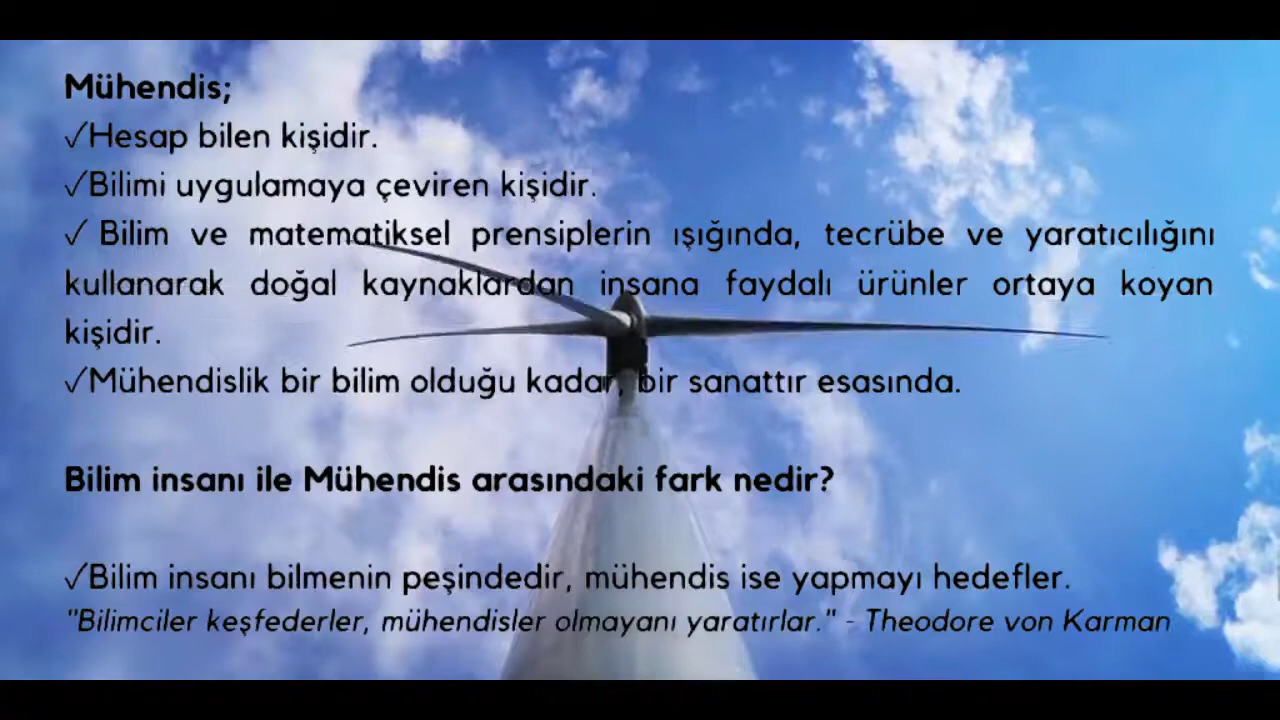 Mühendis;
✓Hesap bilen kişidir.
✓Bilimi uygulamaya çeviren kişidir.
✓ Bilim ve matematiksel prensiplerin ışığında, tecrübe ve yaratıcılığını
kullanarak doğal kaynaklardan insana faydalı ürünler ortaya koyan
kişidir.
✓Mühendislik bir bilim olduğu kadar, bir sanattır esasında.
Bilim insanı ile Mühendis arasındaki fark nedir?
✓Bilim insanı bilmenin peşindedir, mühendis ise yapmayı hedefler.
"Bilimciler keşfederler, mühendisler olmayanı yaratırlar." - Theodore von Karman